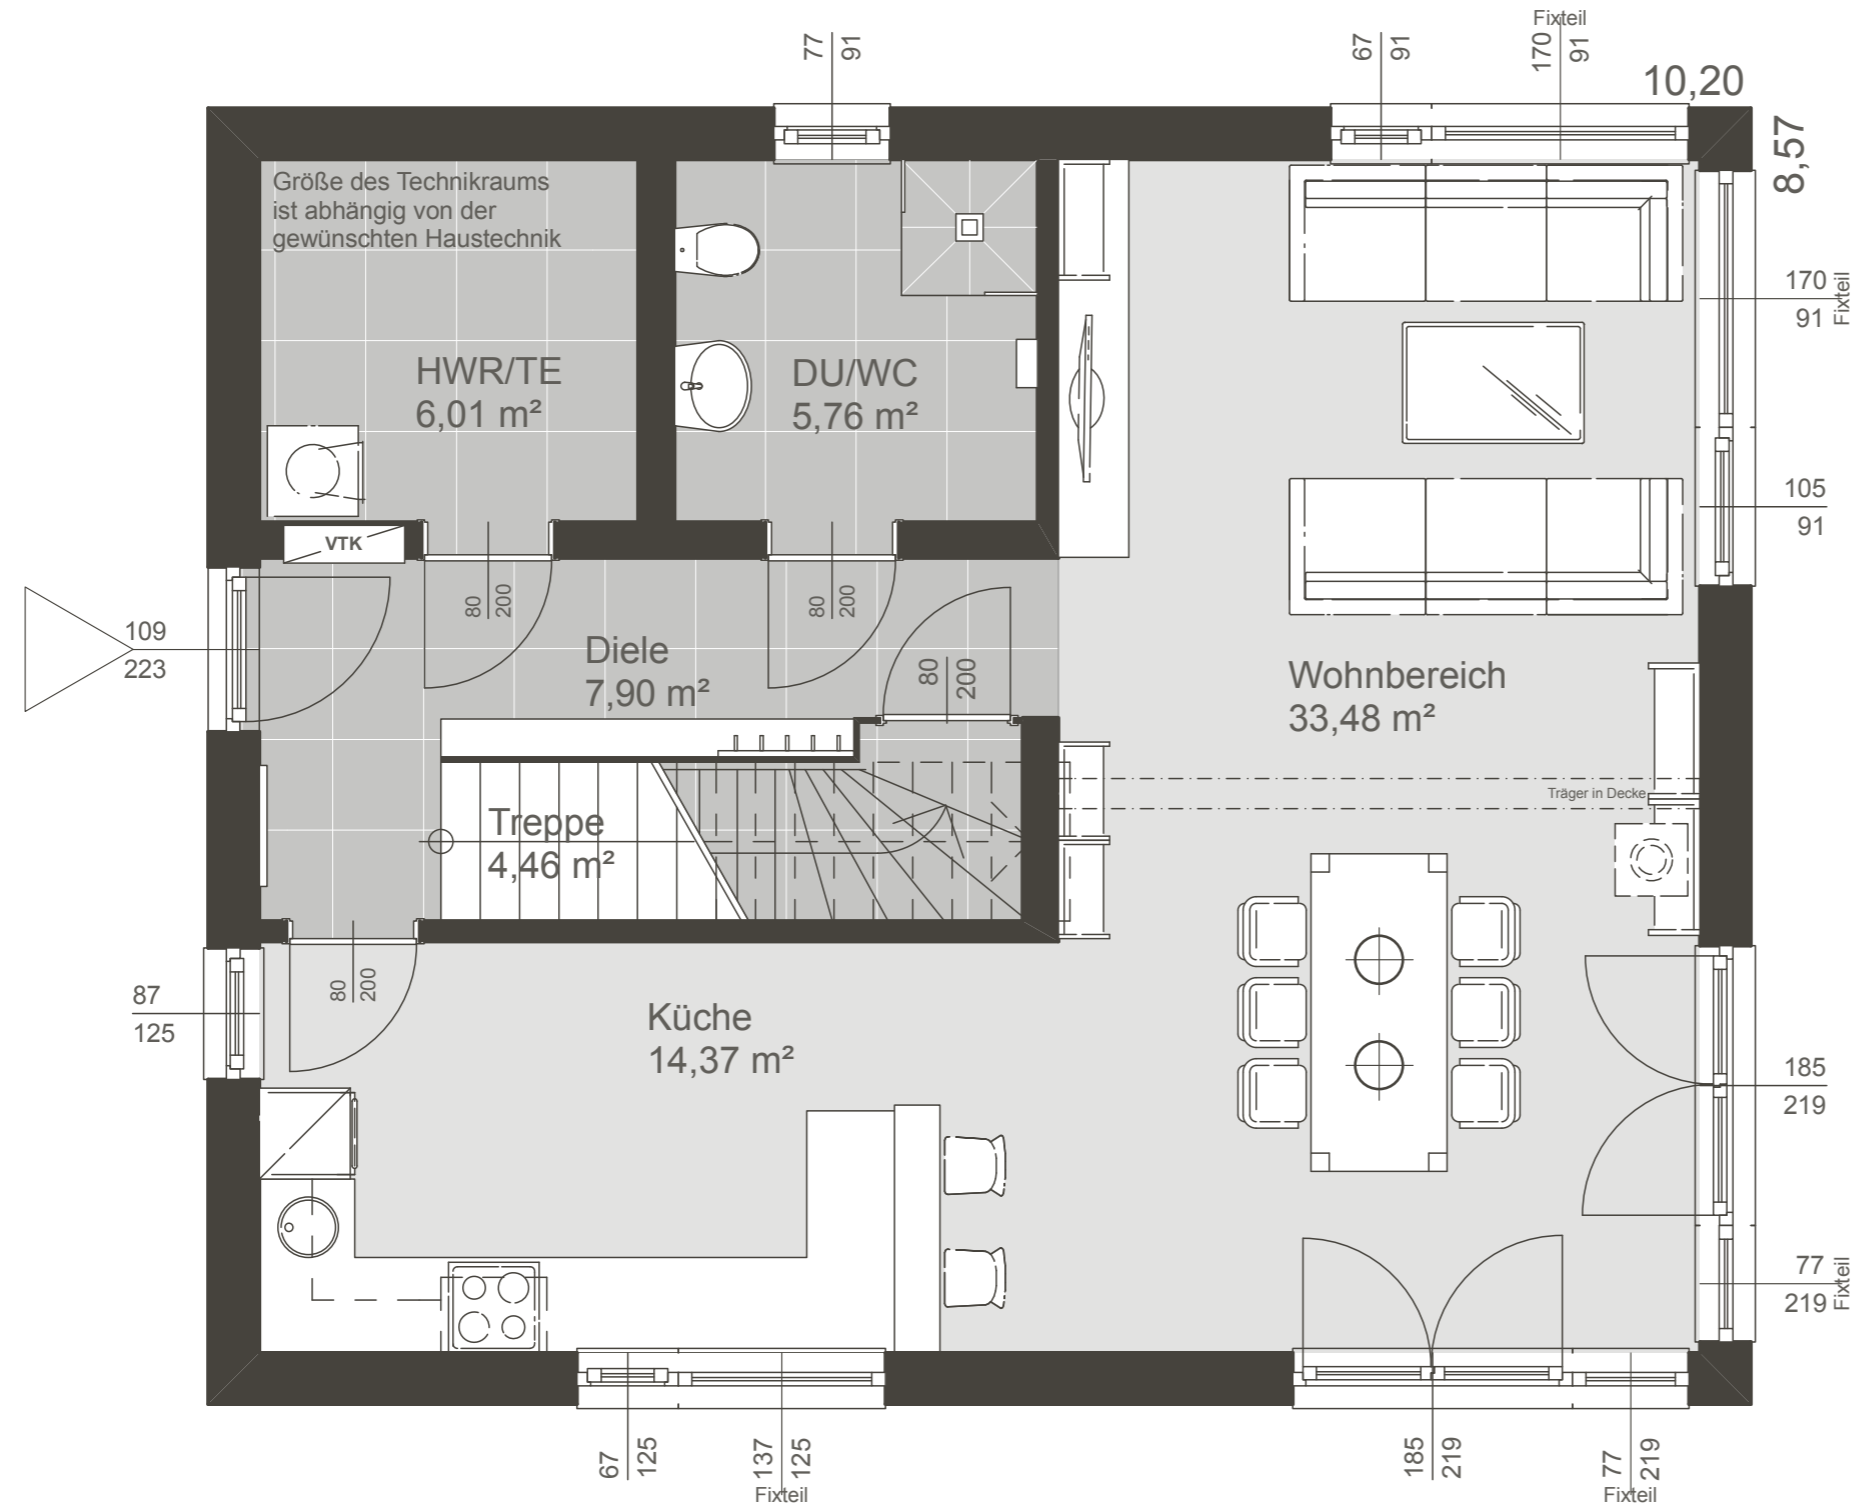 Fixteil
77
91
67
91
170
91
10,20
8,57
Größe des Technikraums
ist abhängig von der
gewünschten Haustechnik
170
91
Fixteil
HWR/TE
6,01 m²
DU/WC
5,76 m²
105
91
VTK
80
200
80
200
109
223
Diele
7,90 m²
80
200
Wohnbereich
33,48 m²
Träger in Decke
Treppe
4,46 m²
80
200
87
125
Küche
14,37 m²
185
219
77
219
Fixteil
67
125
137
125
Fixteil
185
219
77
219
Fixteil